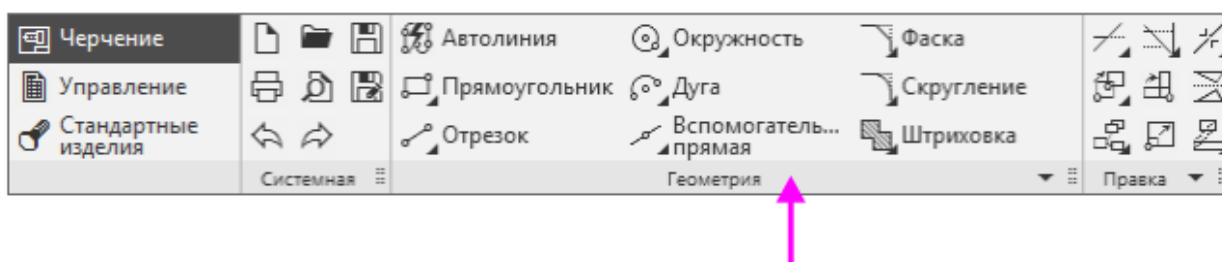 Черчение
Автолиния
Окружность
Фаска
Управление
Прямоугольник
Дуга
Скругление
Стандартные
изделия
Отрезок
Вспомогатель...
прямая
Штриховка
Системная
Геометрия
Правка